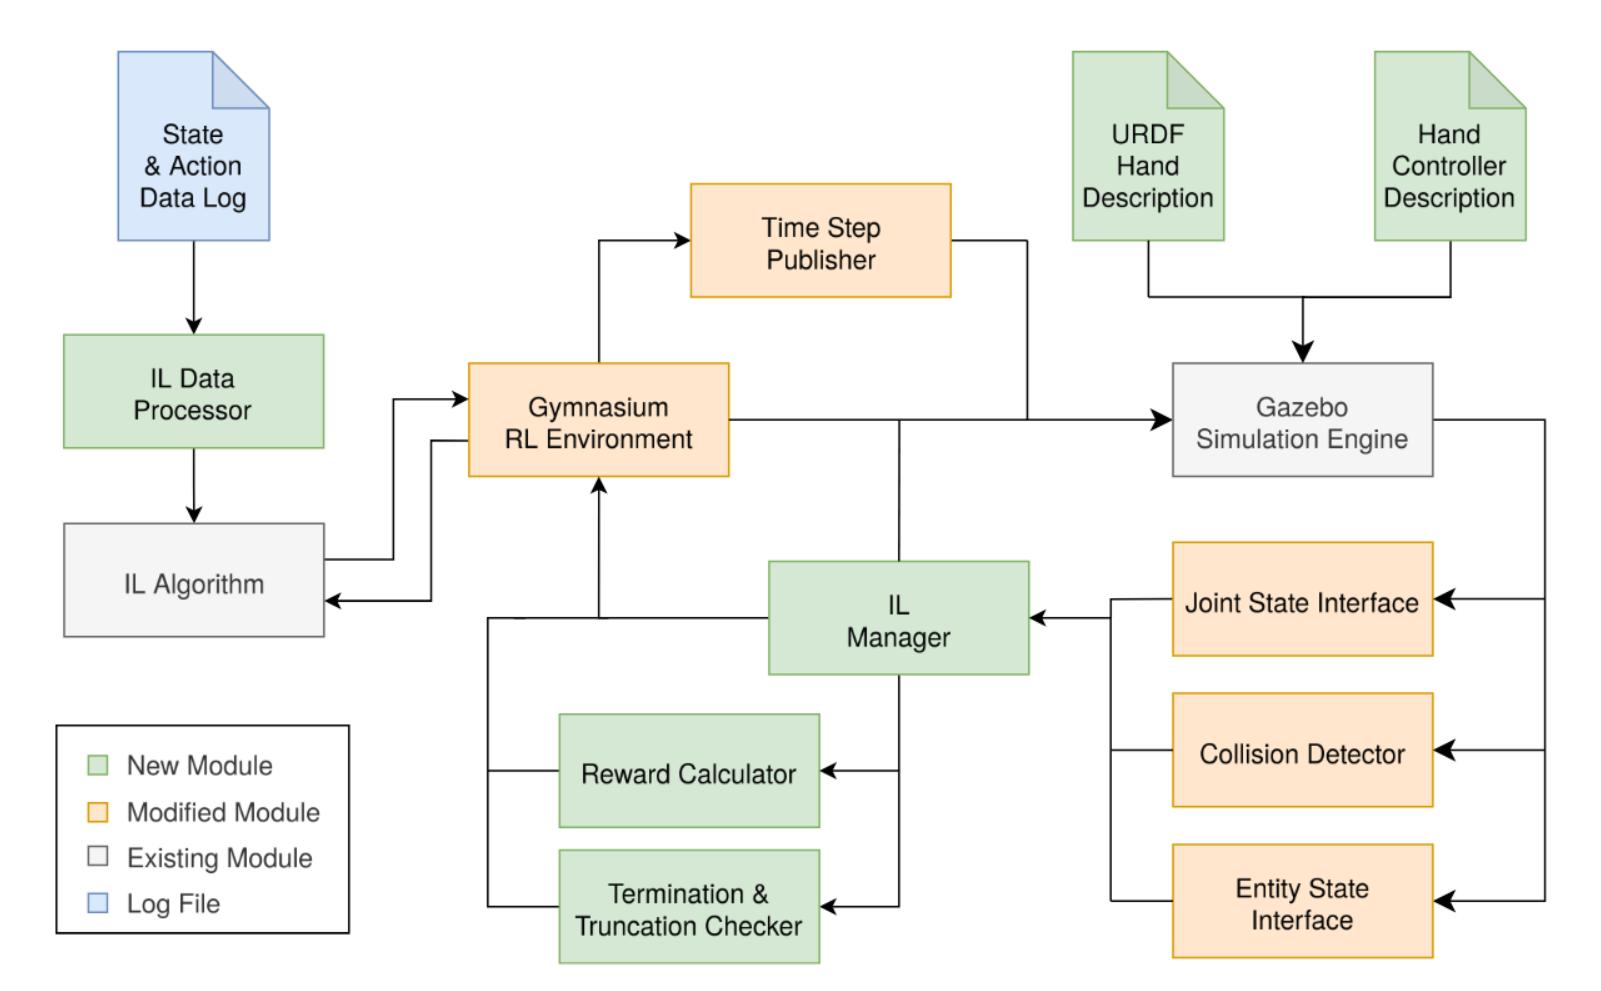 State
& Action
Data Log
URDF
Hand
Description
Hand
Controller
Description
Time Step
Publisher
IL Data
Processor
Gymnasium
RL Environment
Gazebo
Simulation Engine
IL Algorithm
IL
Manager
Joint State Interface
Reward Calculator
Collision Detector
Termination &
Truncation Checker
Entity State
Interface
New Module
Modified Module
Existing Module
Log File